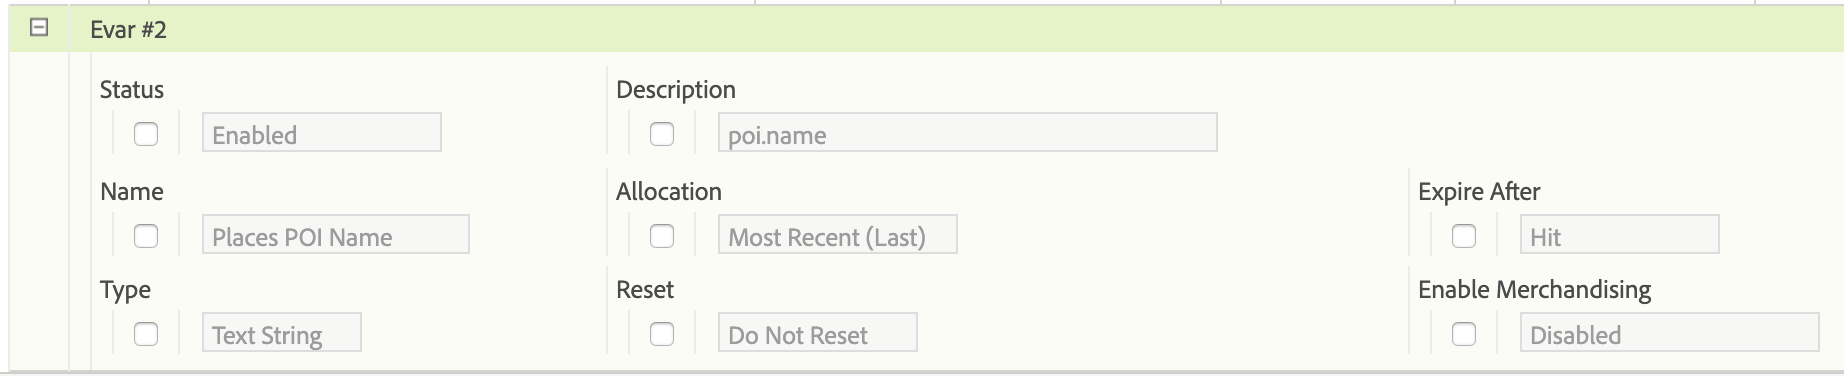 Evar #2
Status Description
Enabled poi.name
Name Allocation Expire After
Places POI Name Most Recent (Last) Hit
Type Reset Enable Merchandising
Text String Do Not Reset Disabled